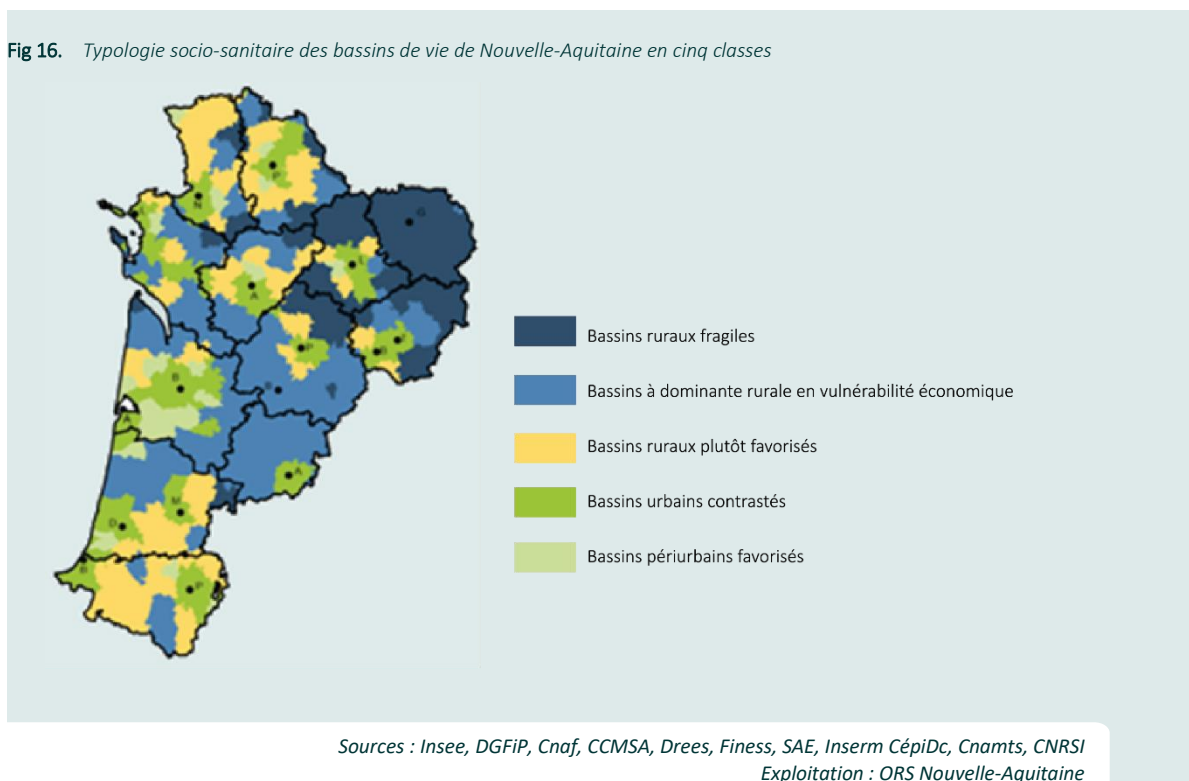 Fig 16. Typologie socio-sanitaire des bassins de vie de Nouvelle-Aquitaine en cinq classes
Bassins ruraux fragiles
Bassins à dominante rurale en vulnérabilité économique
Bassins ruraux plutôt favorisés
Bassins urbains contrastés
Bassins périurbains favorisés
Sources : Insee, DGFiP, Cnaf, CCMSA, Drees, Finess, SAE, Inserm CépiDc, Cnamts, CNRSI
Exploitation : ORS Nouvelle-Aquitaine